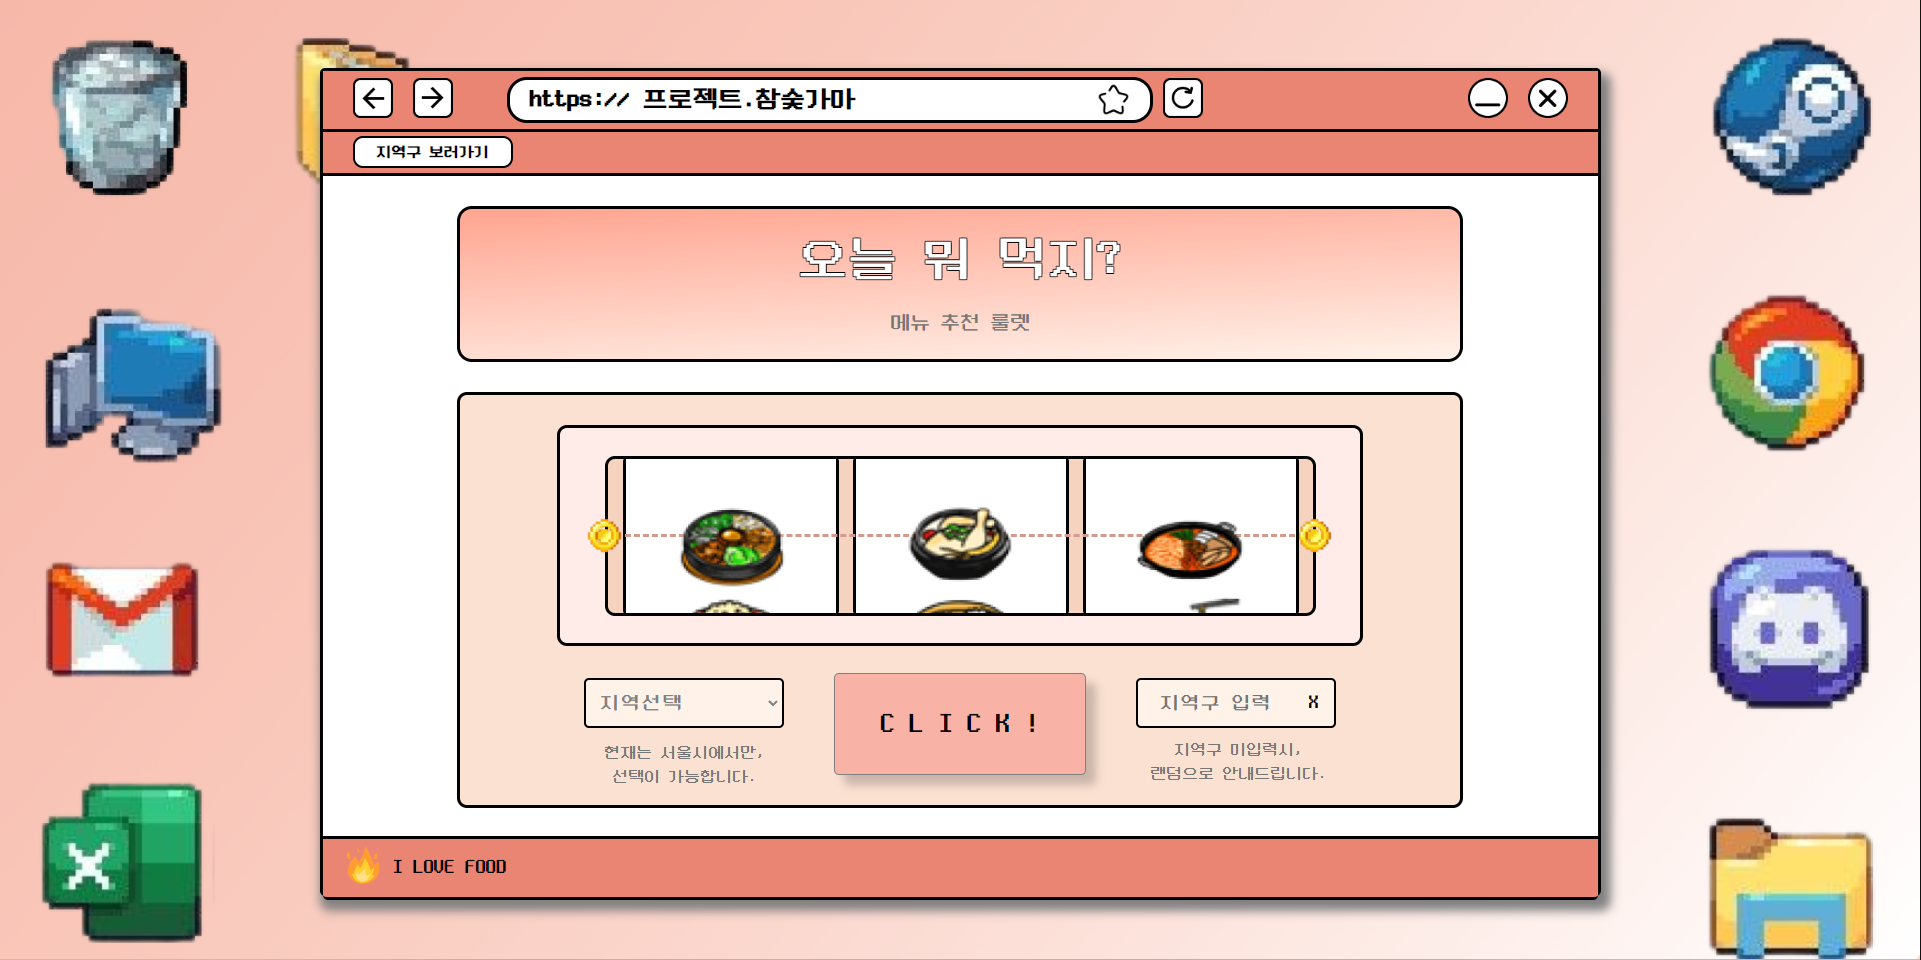 https:// 프로젝트.참숯가마
지역구 보러가기
오늘 뭐 먹지?
메뉴 추천 룰렛
지역선택
CLICK!
지역구 입력 X
현재는 서울시에서만,
선택이 가능합니다.
지역구 미입력시,
랜덤으로 안내드립니다.
I LOVE FOOD